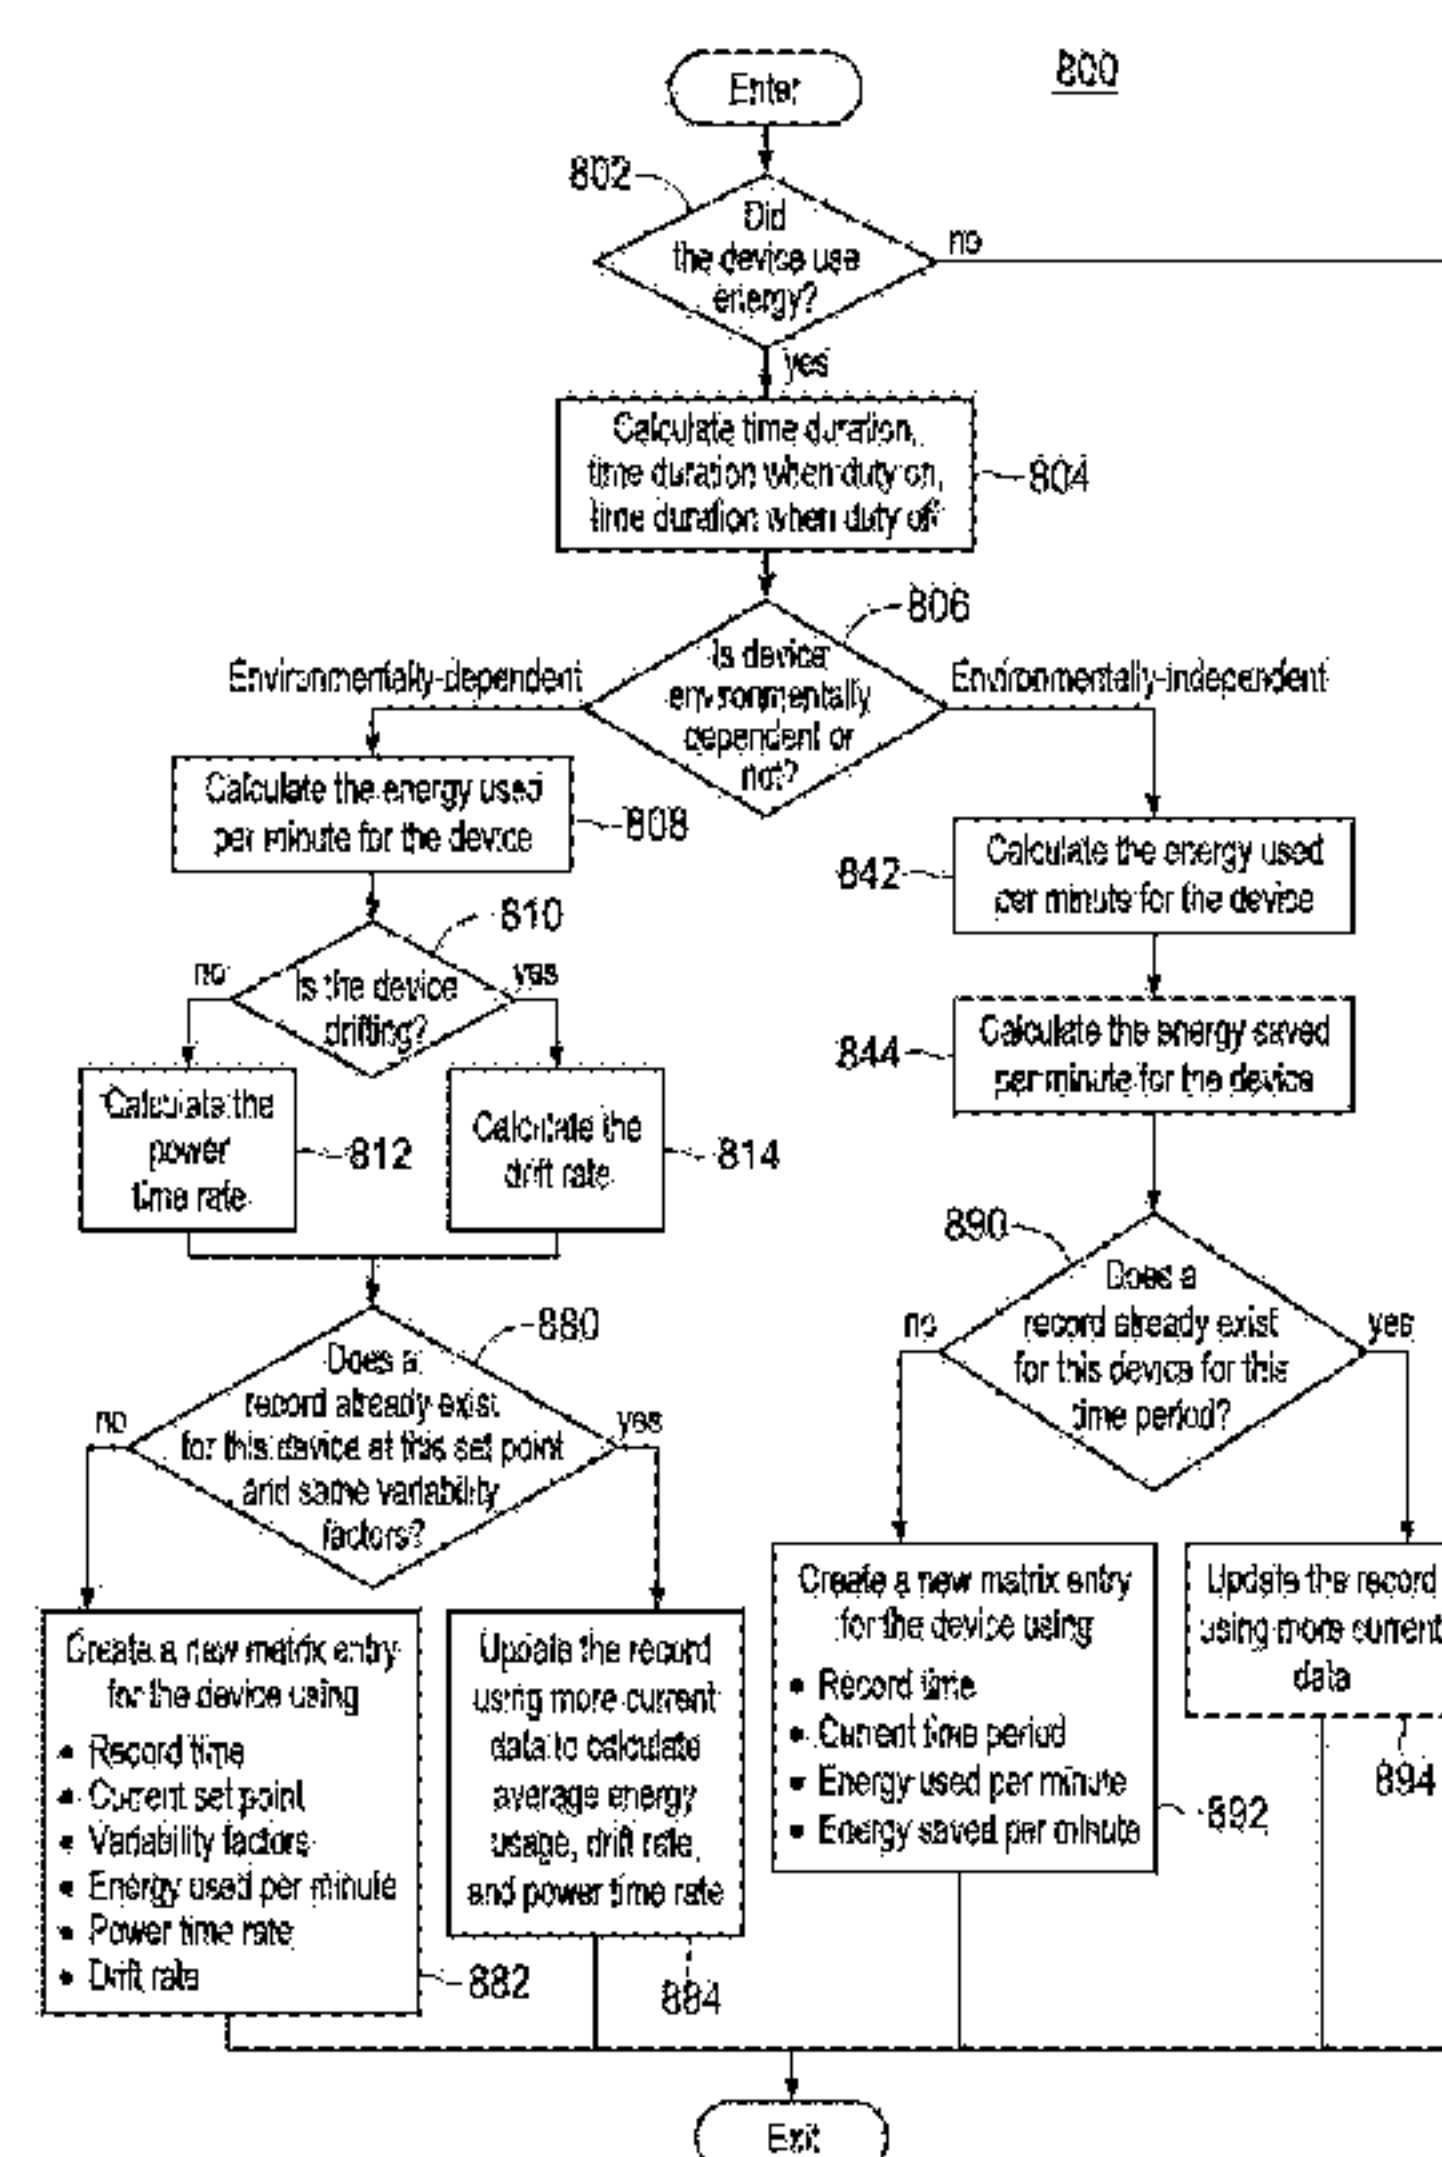 Enter
800
802
Did
the device use
energy?
no
yes
Calculate time duration,
time duration when duty on,
time duration when duty off
804
806
Is device
environmentally
dependent or
not?
Environmentally-dependent
Environmentally-independent
Calculate the energy used
per minute for the device
808
842
Calculate the energy used
per minute for the device
810
no
Is the device
drifting?
yes
844
Calculate the energy saved
per minute for the device
Calculate the
power
time rate
812
Calculate the
drift rate
814
890
Does a
record already exist
for this device for this
time period?
no
yes
880
Does a
record already exist
for this device at this set point
and same variability
factors?
no
yes
Create a new matrix entry
for the device using
• Record time
• Current set point
• Variability factors
• Energy used per minute
• Power time rate
• Drift rate
882
Update the record
using more current
data to calculate
average energy
usage, drift rate,
and power time rate
884
Create a new matrix entry
for the device using
• Record time
• Current time period
• Energy used per minute
• Energy saved per minute
892
Update the record
using more current
data
894
Exit